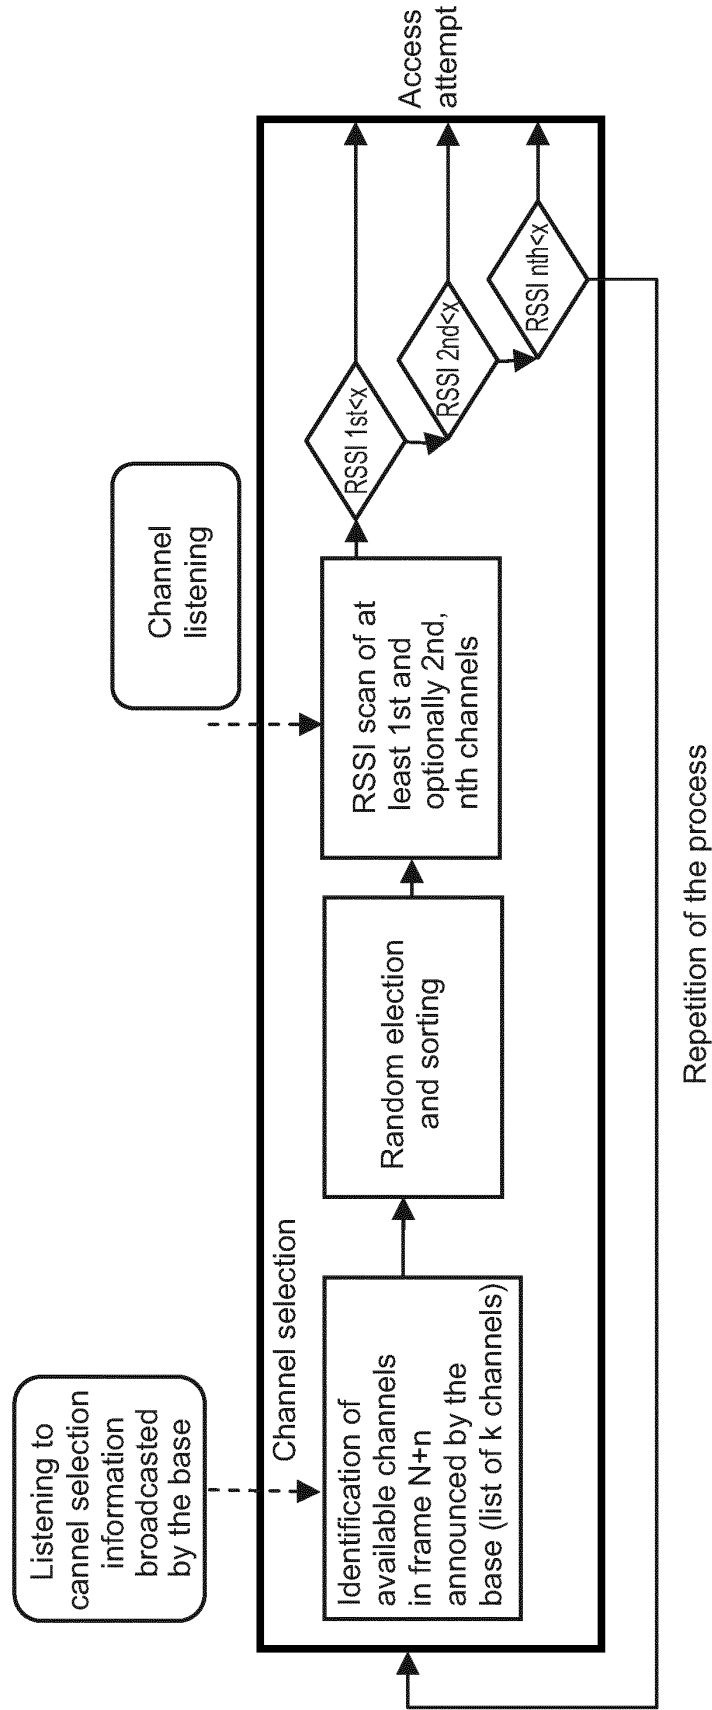 Listening to
cannel selection
information
broadcasted
by the base
Channel selection
Identification of
available channels
in frame N+n
announced by the
base (list of k channels)
Random election
and sorting
Channel
listening
RSSI scan of at
least 1st and
optionally 2nd,
nth channels
RSSI 1st<x
RSSI 2nd<x
RSSI nth<x
Access
attempt
Repetition of the process